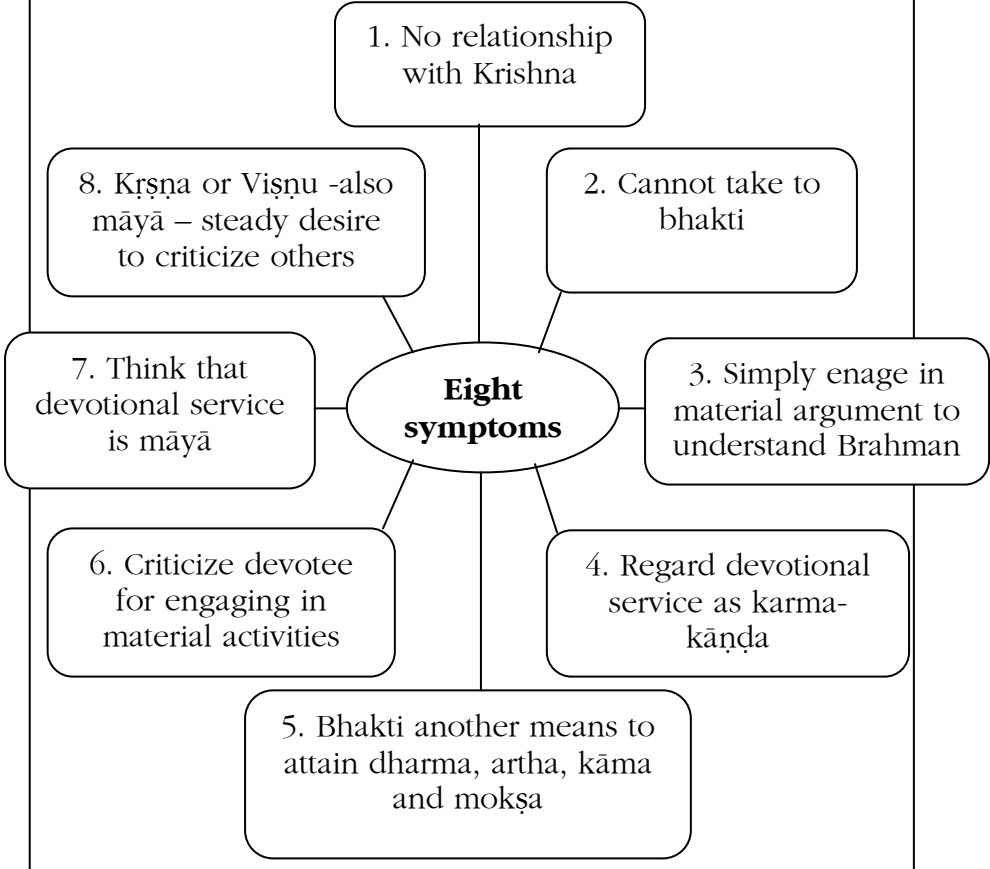 1. No relationship
with Krishna
8. Kṛṣṇa or Viṣṇu -also
māyā – steady desire
to criticize others
2. Cannot take to
bhakti
7. Think that
devotional service
is māyā
Eight
symptoms
3. Simply enage in
material argument to
understand Brahman
6. Criticize devotee
for engaging in
material activities
4. Regard devotional
service as karma-
kāṇḍa
5. Bhakti another means to
attain dharma, artha, kāma
and mokṣa